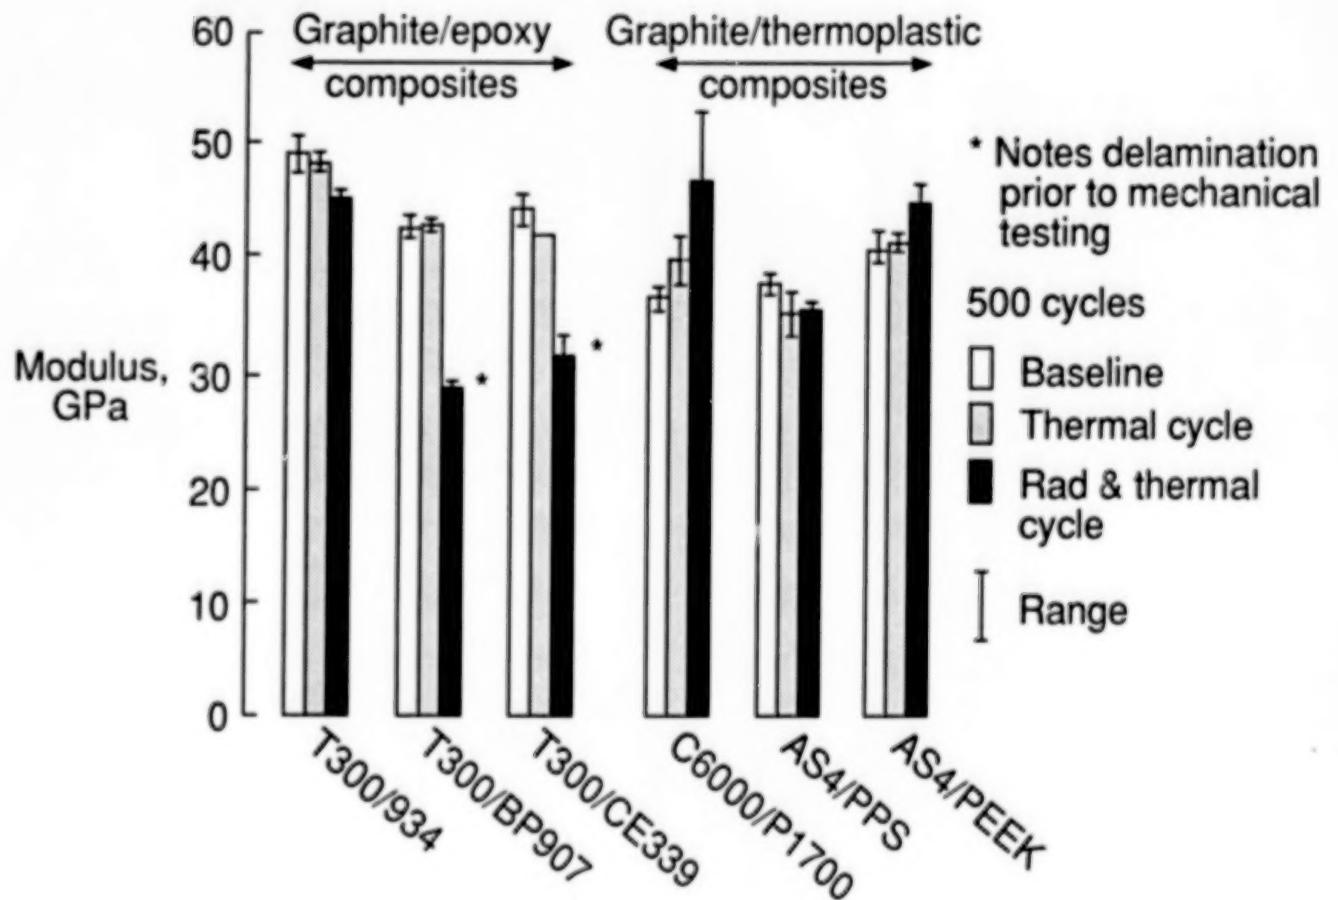 60
50
40
30
20
10
0
Modulus,
GPa
Graphite/epoxy
composites
Graphite/thermoplastic
composites
*
*
* Notes delamination
prior to mechanical
testing
500 cycles
Baseline
Thermal cycle
Rad & thermal
cycle
Range
T300/934
T300/BP907
T300/CE339
C6000/P1700
AS4/PPS
AS4/PEEK